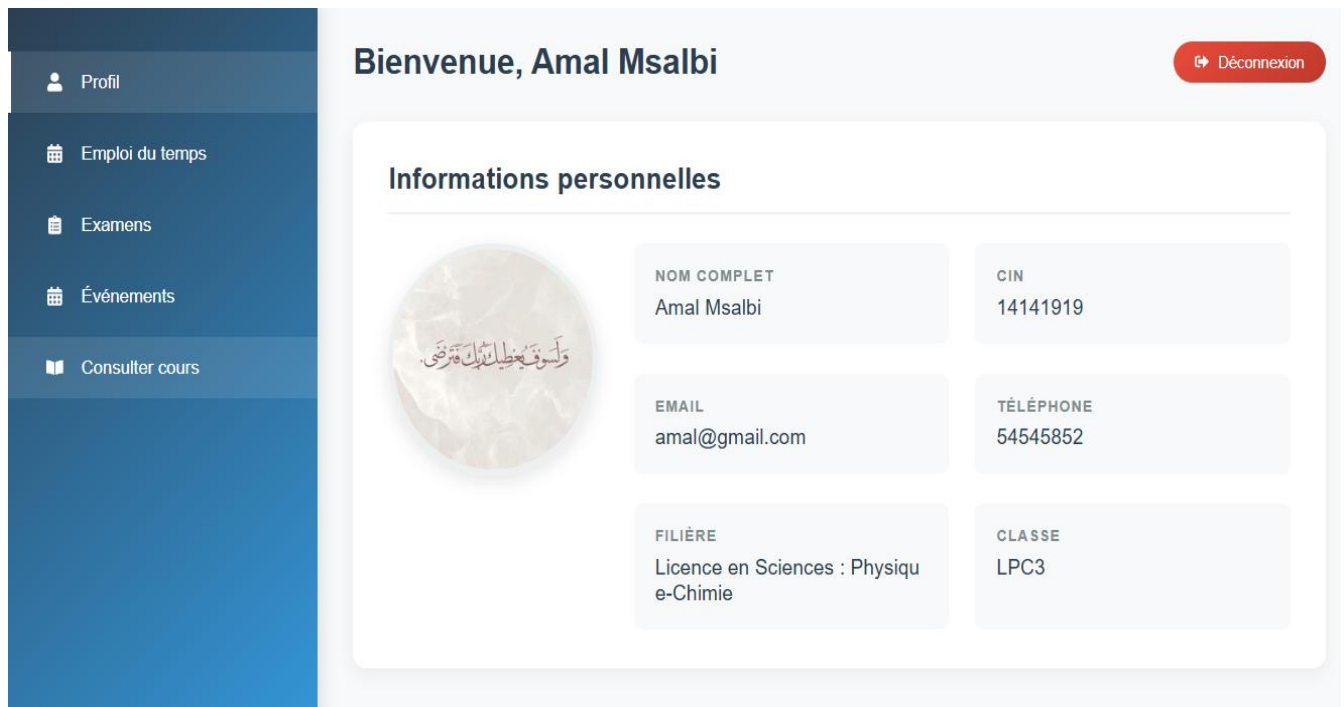 Profil
Emploi du temps
Examens
Événements
Consulter cours
Bienvenue, Amal Msalbi
Déconnexion
Informations personnelles
وَلَسَوفَ يُعْطِيكَ رَبُّكَ فَتَرْضَى.
NOM COMPLET
Amal Msalbi
CIN
14141919
EMAIL
amal@gmail.com
TÉLÉPHONE
54545852
FILIÈRE
Licence en Sciences : Physiqu
e-Chimie
CLASSE
LPC3